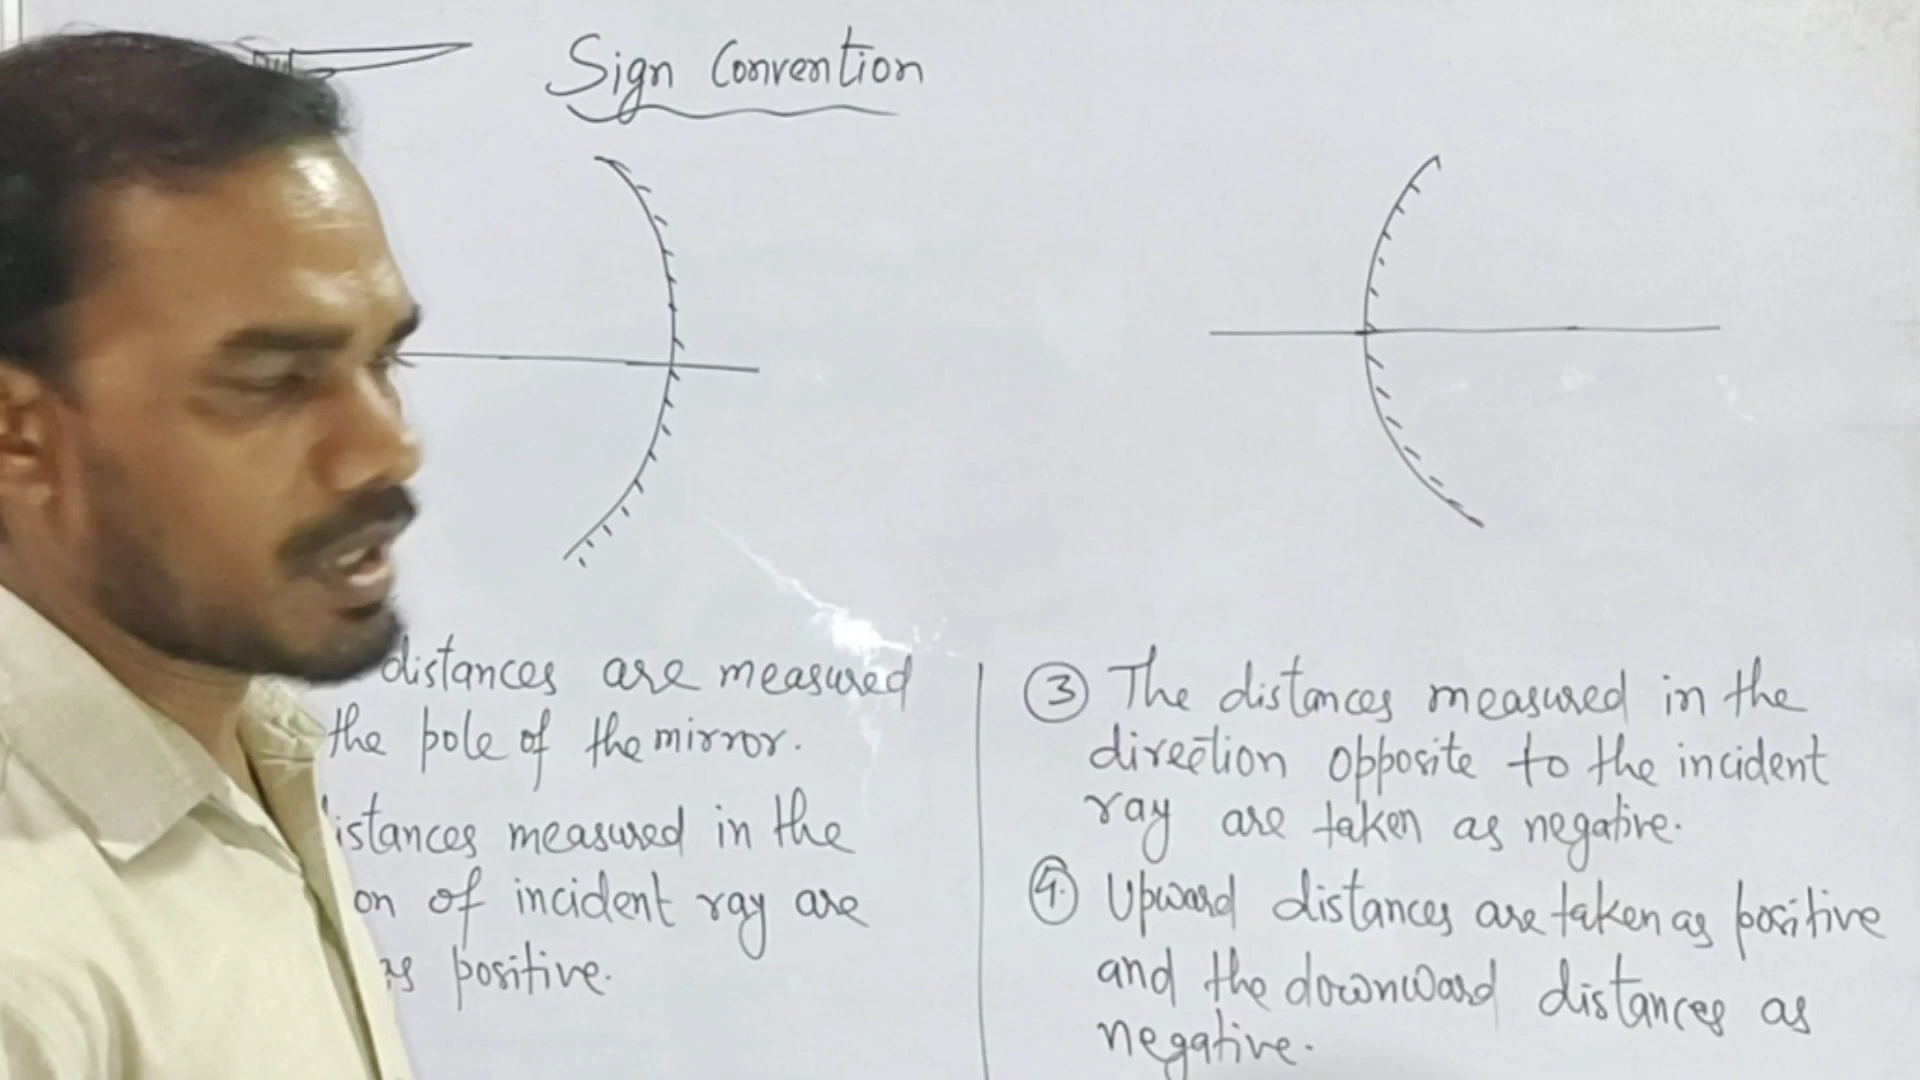 Sign Convention
distances are measured
the pole of the mirror.
istances measured in the
on of incident ray are
as positive.
③ The distances measured in the
direction opposite to the incident
ray are taken as negative.
④ Upward distances are taken as positive
and the downward distances as
negative.